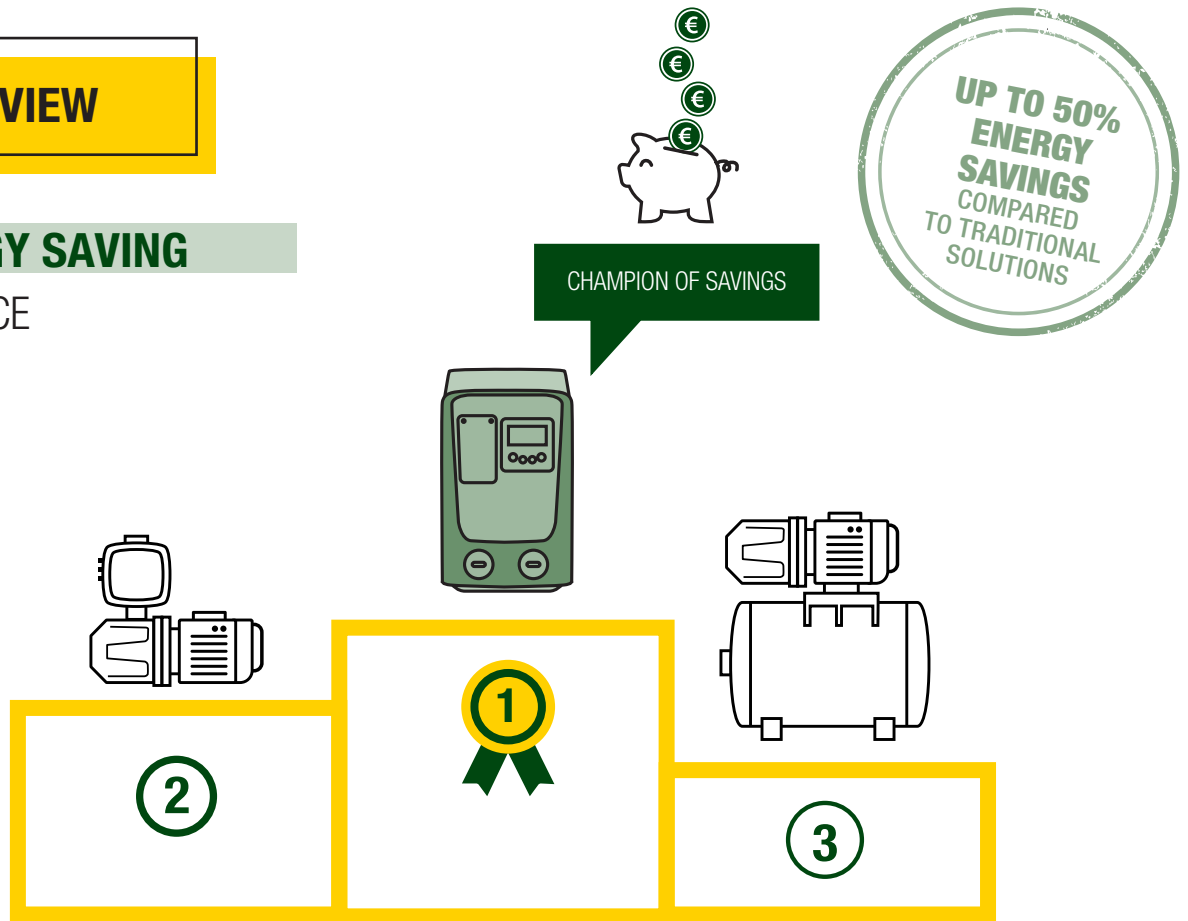 VIEW
GY SAVING
CE
€
€
€
€
CHAMPION OF SAVINGS
UP TO 50%
ENERGY
SAVINGS
COMPARED
TO TRADITIONAL
SOLUTIONS
1
2
3